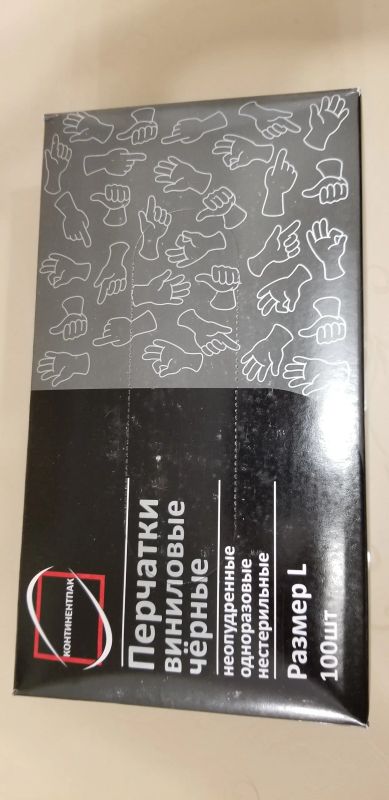 КОНТИНЕНТПАК
Перчатки
виниловые
чёрные
неопудренные
одноразовые
нестерильные
Размер L
100шт